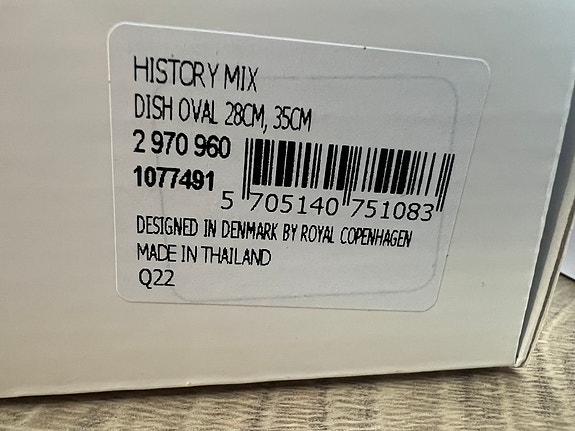 HISTORY MIX
DISH OVAL 28CM, 35CM
2 970 960
1077491
5 705140 751083
DESIGNED IN DENMARK BY ROYAL COPENHAGEN
MADE IN THAILAND
Q22